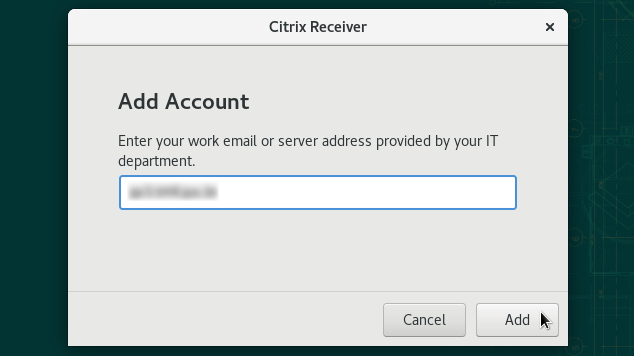 Citrix Receiver
Add Account
Enter your work email or server address provided by your IT
department.
Cancel
Add